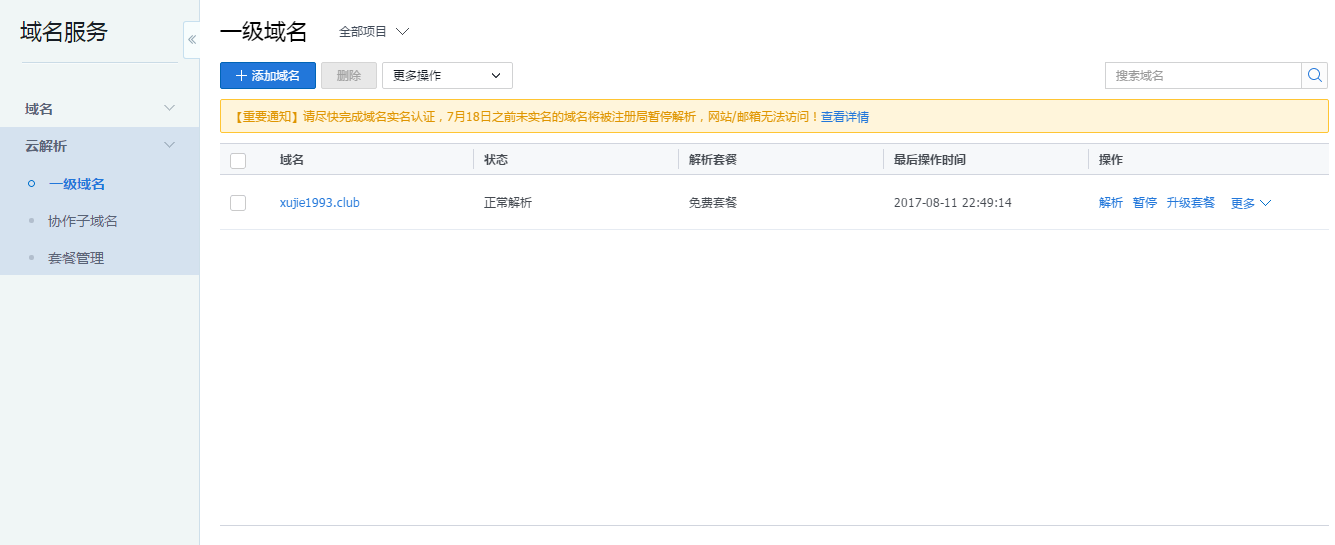 域名服务
域名
云解析
一级域名
协作子域名
套餐管理
一级域名 全部项目
添加域名 删除 更多操作 搜索域名
【重要通知】请尽快完成域名实名认证，7月18日之前未实名的域名将被注册局暂停解析，网站/邮箱无法访问！查看详情
域名 状态 解析套餐 最后操作时间 操作
xujie1993.club 正常解析 免费套餐 2017-08-11 22:49:14 解析 暂停 升级套餐 更多